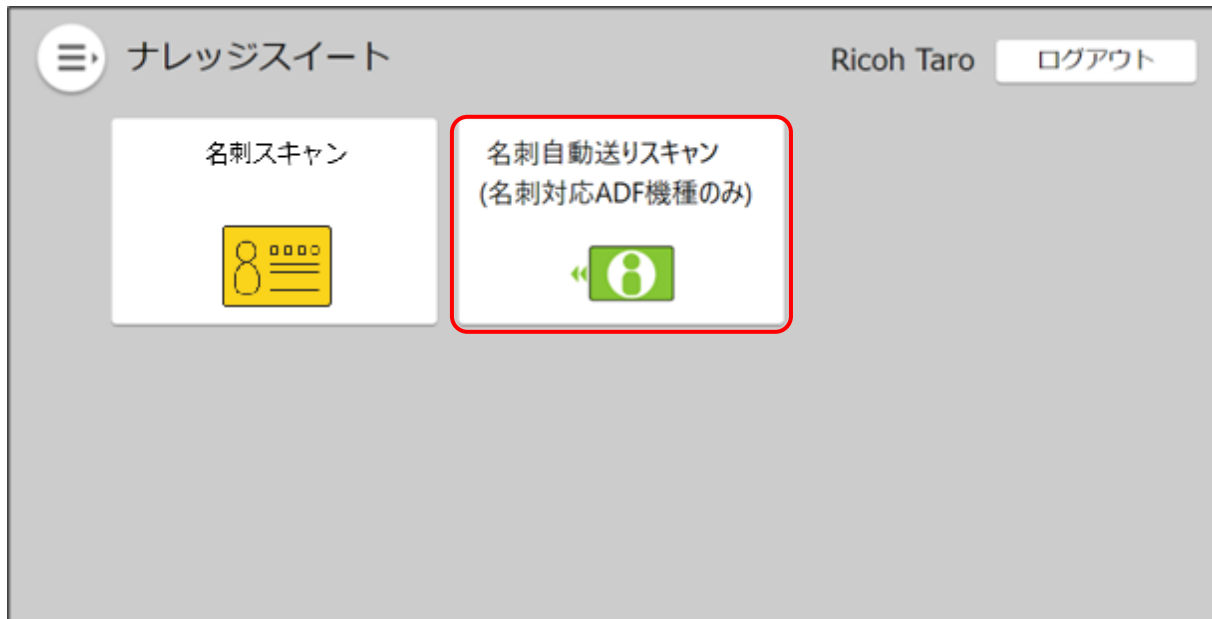 ナレッジスイート
Ricoh Taro
ログアウト
名刺スキャン
名刺自動送りスキャン
(名刺対応ADF機種のみ)